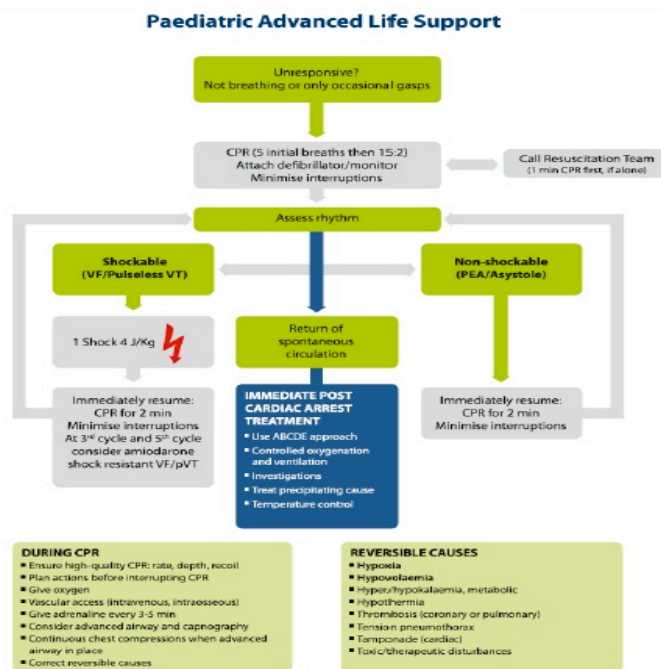 Paediatric Advanced Life Support
Unresponsive?
Not breathing or only occasional gasps
CPR (5 initial breaths then 15:2)
Attach defibrillator/monitor
Minimise interruptions
Call Resuscitation Team
(1 min CPR first, if alone)
Assess rhythm
Shockable
(VF/Pulseless VT)
Non-shockable
(PEA/Asystole)
1 Shock 4 J/Kg
Return of
spontaneous
circulation
Immediately resume:
CPR for 2 min
Minimise interruptions
At 3rd cycle and 5th cycle
consider amiodarone
shock resistant VF/pVT
IMMEDIATE POST
CARDIAC ARREST
TREATMENT
■ Use ABCDE approach
■ Controlled oxygenation
and ventilation
■ Investigations
■ Treat precipitating cause
■ Temperature control
Immediately resume:
CPR for 2 min
Minimise interruptions
DURING CPR
■ Ensure high-quality CPR: rate, depth, recoil
■ Plan actions before interrupting CPR
■ Give oxygen
■ Vascular access (intravenous, intraosseous)
■ Give adrenaline every 3-5 min
■ Consider advanced airway and capnography
■ Continuous chest compressions when advanced
airway in place
■ Correct reversible causes
REVERSIBLE CAUSES
■ Hypoxia
■ Hypovolaemia
■ Hyper/hypokalaemia, metabolic
■ Hypothermia
■ Thrombosis (coronary or pulmonary)
■ Tension pneumothorax
■ Tamponade (cardiac)
■ Toxic/therapeutic disturbances